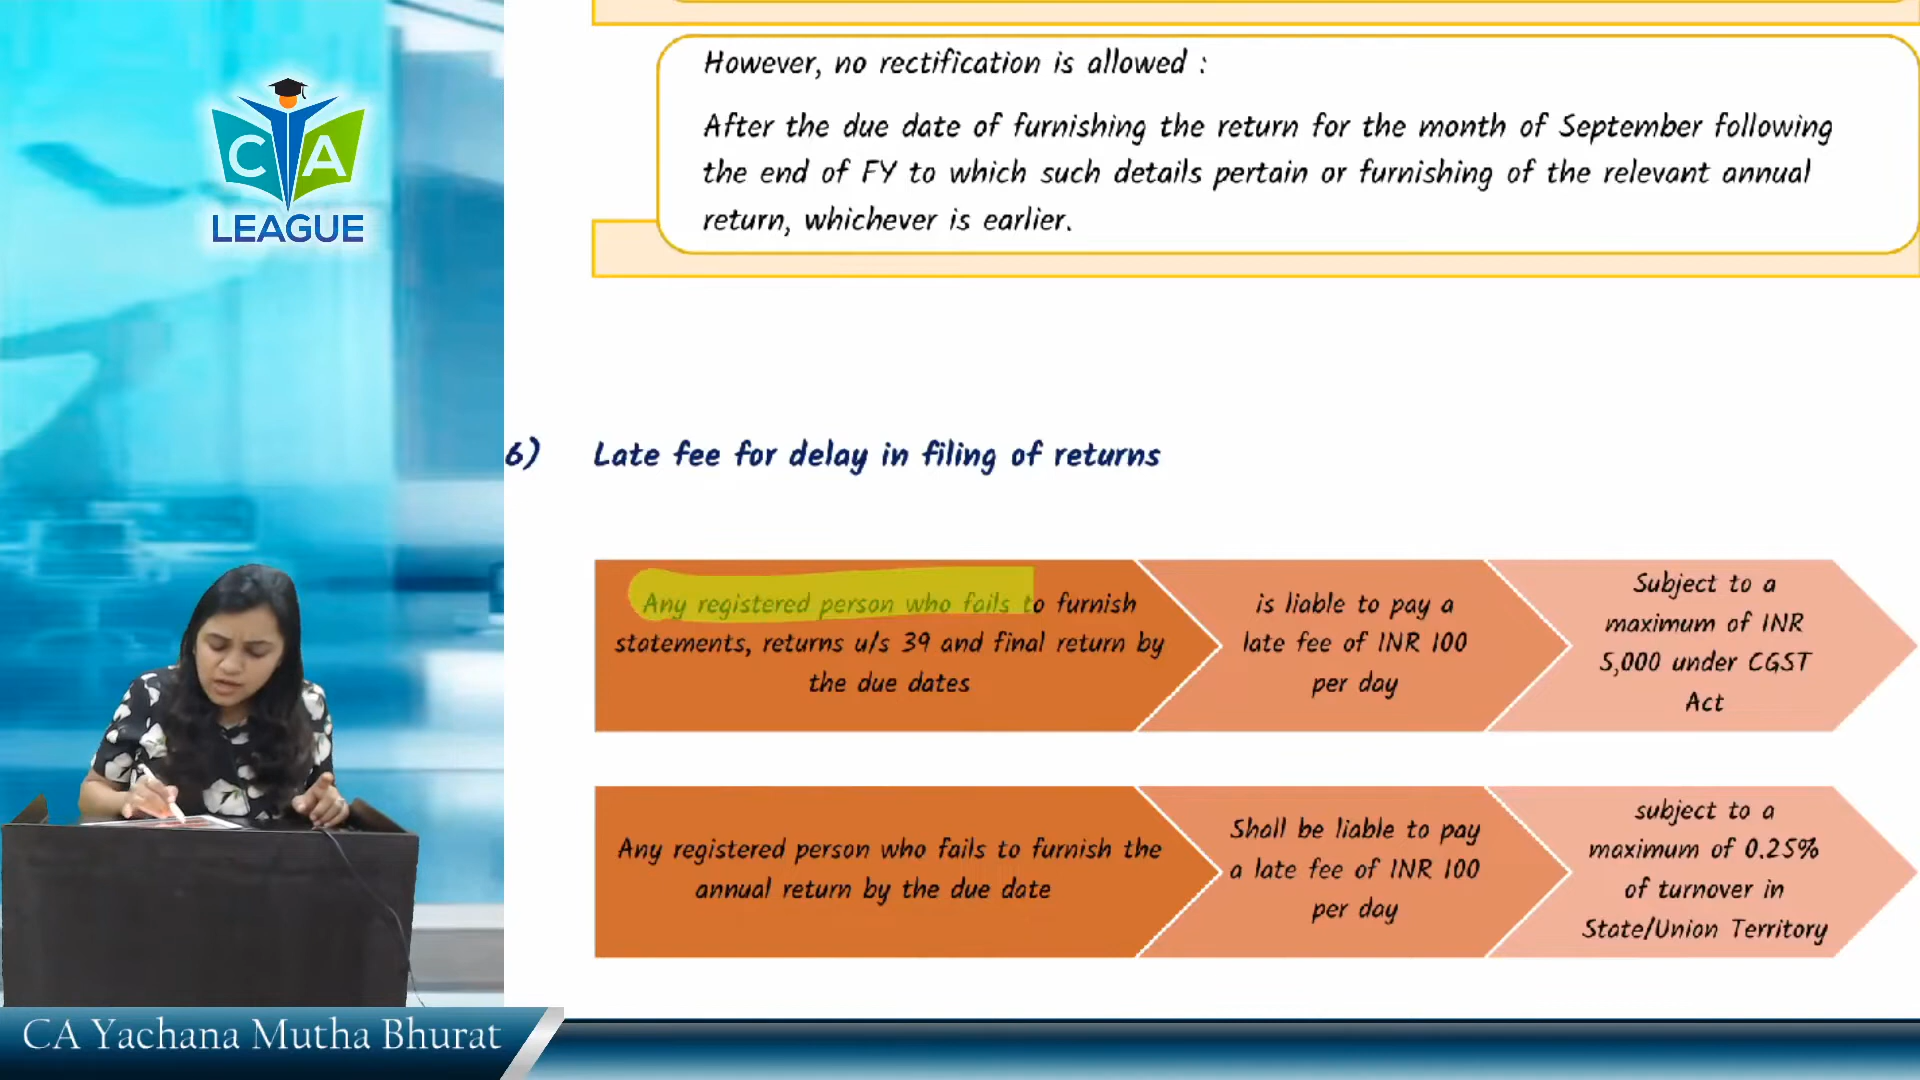 CA
LEAGUE
However, no rectification is allowed :
After the due date of furnishing the return for the month of September following
the end of FY to which such details pertain or furnishing of the relevant annual
return, whichever is earlier.
6) Late fee for delay in filing of returns
Any registered person who fails to furnish
statements, returns u/s 39 and final return by
the due dates
is liable to pay a
late fee of INR 100
per day
Subject to a
maximum of INR
5,000 under CGST
Act
Any registered person who fails to furnish the
annual return by the due date
Shall be liable to pay
a late fee of INR 100
per day
subject to a
maximum of 0.25%
of turnover in
State/Union Territory
CA Yachana Mutha Bhurat